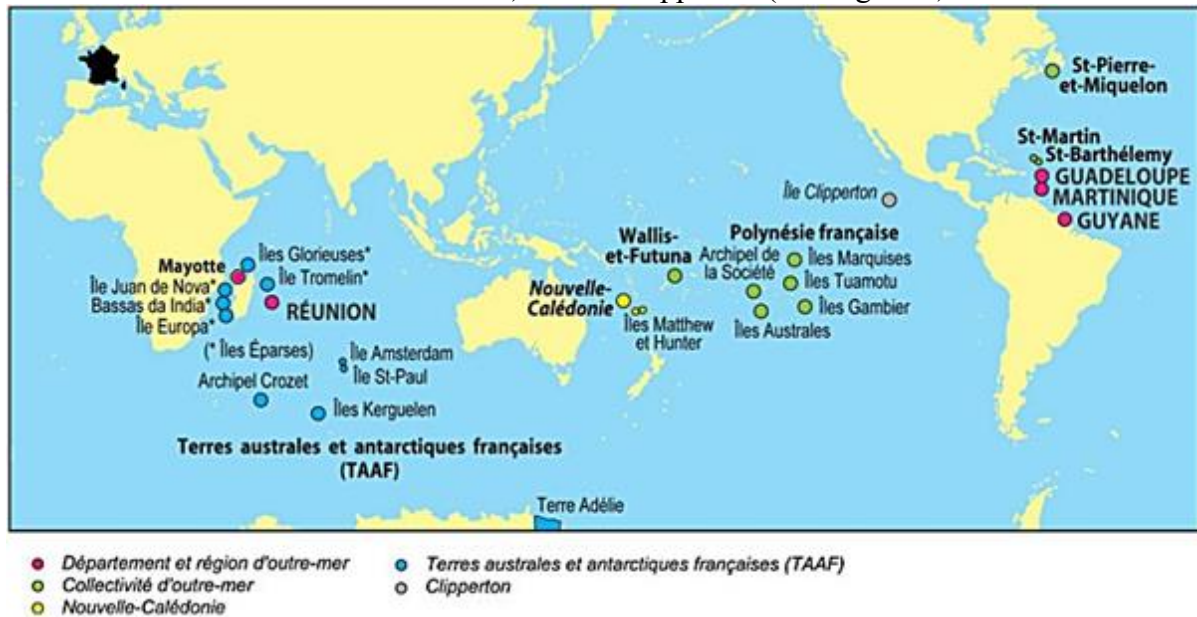 St-Pierre-
et-Miquelon
St-Martin
St-Barthélemy
GUADELOUPE
MARTINIQUE
GUYANE
Île Clipperton
Wallis-
et-Futuna
Polynésie française
Archipel de
la Société
Îles Marquises
Îles Tuamotu
Îles Gambier
Îles Australes
Nouvelle-
Calédonie
Îles Matthew
et Hunter
Mayotte
Îles Glorieuses*
Île Tromelin*
Île Juan de Nova*
Bassas da India*
Île Europa*
RÉUNION
(* Îles Éparses)
Île Amsterdam
Île St-Paul
Archipel Crozet
Îles Kerguelen
Terres australes et antarctiques françaises
(TAAF)
Terre Adélie
Département et région d'outre-mer
Collectivité d'outre-mer
Nouvelle-Calédonie
Terres australes et antarctiques françaises (TAAF)
Clipperton